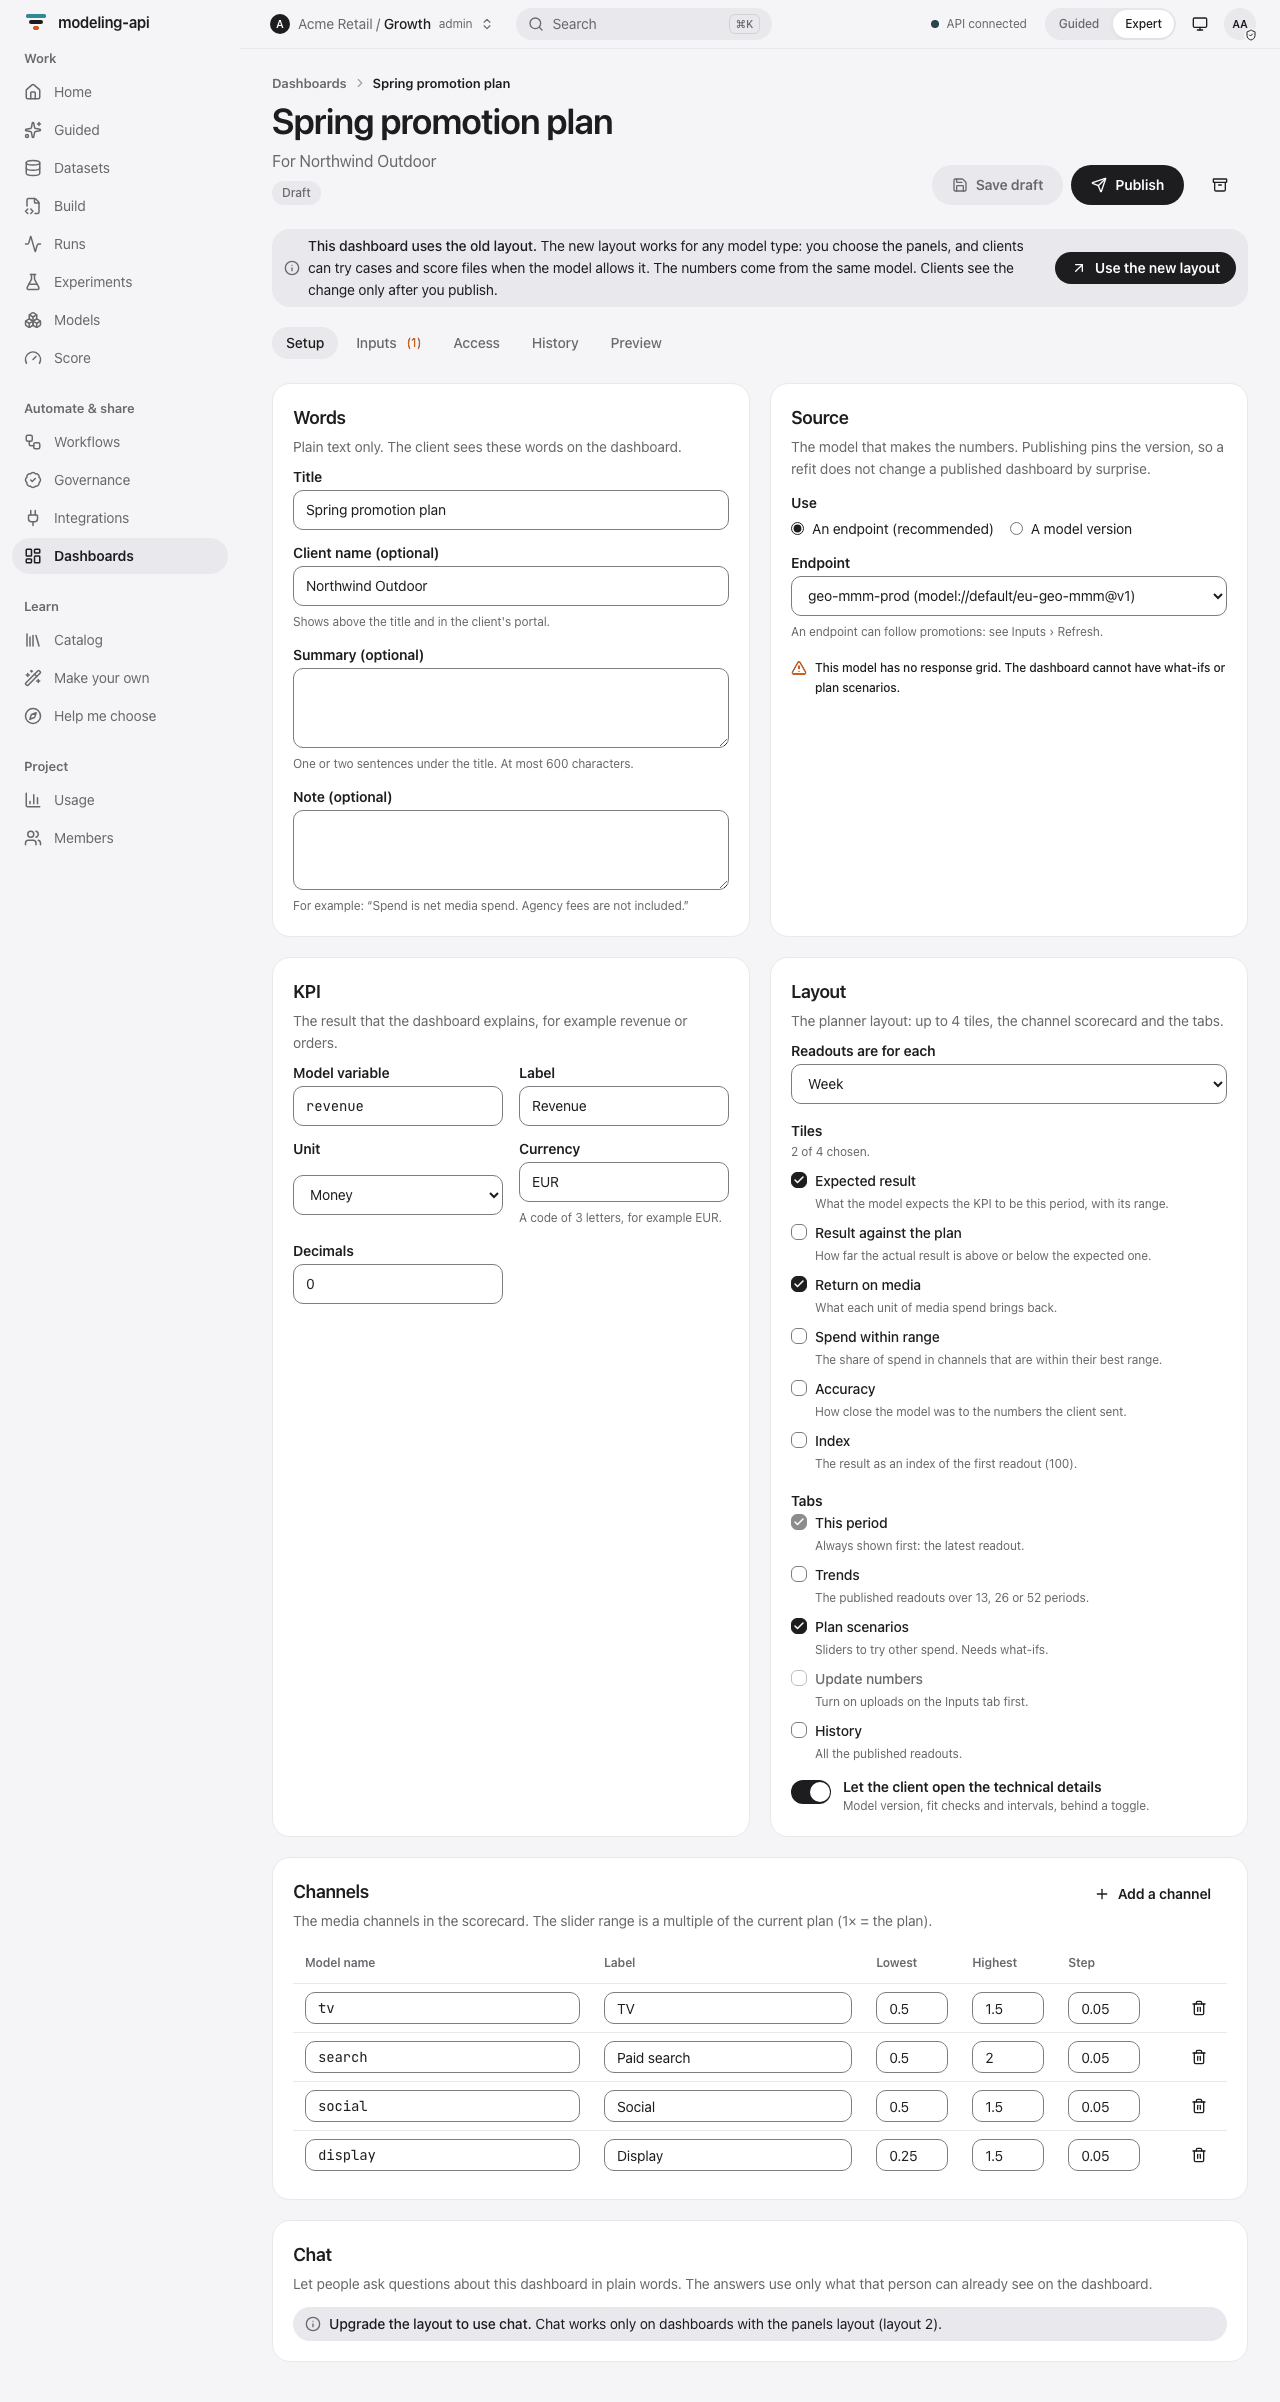 modeling-api
A
Acme Retail / Growth admin
Search
⌘K
API connected
Guided
Expert
AA
Work
Home
Guided
Datasets
Build
Runs
Experiments
Models
Score
Automate & share
Workflows
Governance
Integrations
Dashboards
Learn
Catalog
Make your own
Help me choose
Project
Usage
Members
Dashboards > Spring promotion plan
Spring promotion plan
For Northwind Outdoor
Draft
Save draft
Publish
This dashboard uses the old layout. The new layout works for any model type: you choose the panels, and clients
can try cases and score files when the model allows it. The numbers come from the same model. Clients see the
change only after you publish.
Use the new layout
Setup
Inputs (1)
Access
History
Preview
Words
Plain text only. The client sees these words on the dashboard.
Title
Spring promotion plan
Client name (optional)
Northwind Outdoor
Shows above the title and in the client's portal.
Summary (optional)
One or two sentences under the title. At most 600 characters.
Note (optional)
For example: “Spend is net media spend. Agency fees are not included.”
Source
The model that makes the numbers. Publishing pins the version, so a
refit does not change a published dashboard by surprise.
Use
An endpoint (recommended)
A model version
Endpoint
geo-mmm-prod (model://default/eu-geo-mmm@v1)
An endpoint can follow promotions: see Inputs › Refresh.
This model has no response grid. The dashboard cannot have what-ifs or
plan scenarios.
KPI
The result that the dashboard explains, for example revenue or
orders.
Model variable
Label
revenue
Revenue
Unit
Currency
Money
EUR
A code of 3 letters, for example EUR.
Decimals
0
Layout
The planner layout: up to 4 tiles, the channel scorecard and the tabs.
Readouts are for each
Week
Tiles
2 of 4 chosen.
Expected result
What the model expects the KPI to be this period, with its range.
Result against the plan
How far the actual result is above or below the expected one.
Return on media
What each unit of media spend brings back.
Spend within range
The share of spend in channels that are within their best range.
Accuracy
How close the model was to the numbers the client sent.
Index
The result as an index of the first readout (100).
Tabs
This period
Always shown first: the latest readout.
Trends
The published readouts over 13, 26 or 52 periods.
Plan scenarios
Sliders to try other spend. Needs what-ifs.
Update numbers
Turn on uploads on the Inputs tab first.
History
All the published readouts.
Let the client open the technical details
Model version, fit checks and intervals, behind a toggle.
Channels
Add a channel
The media channels in the scorecard. The slider range is a multiple of the current plan (1× = the plan).
Model name Label Lowest Highest Step
tv TV 0.5 1.5 0.05
search Paid search 0.5 2 0.05
social Social 0.5 1.5 0.05
display Display 0.25 1.5 0.05
Chat
Let people ask questions about this dashboard in plain words. The answers use only what that person can already see on the dashboard.
Upgrade the layout to use chat. Chat works only on dashboards with the panels layout (layout 2).